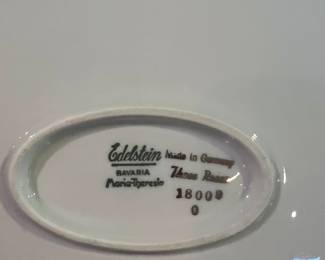 Edelstein
BAVARIA
Maria-Theresia
Made in Germany
Three Roses
18009
0